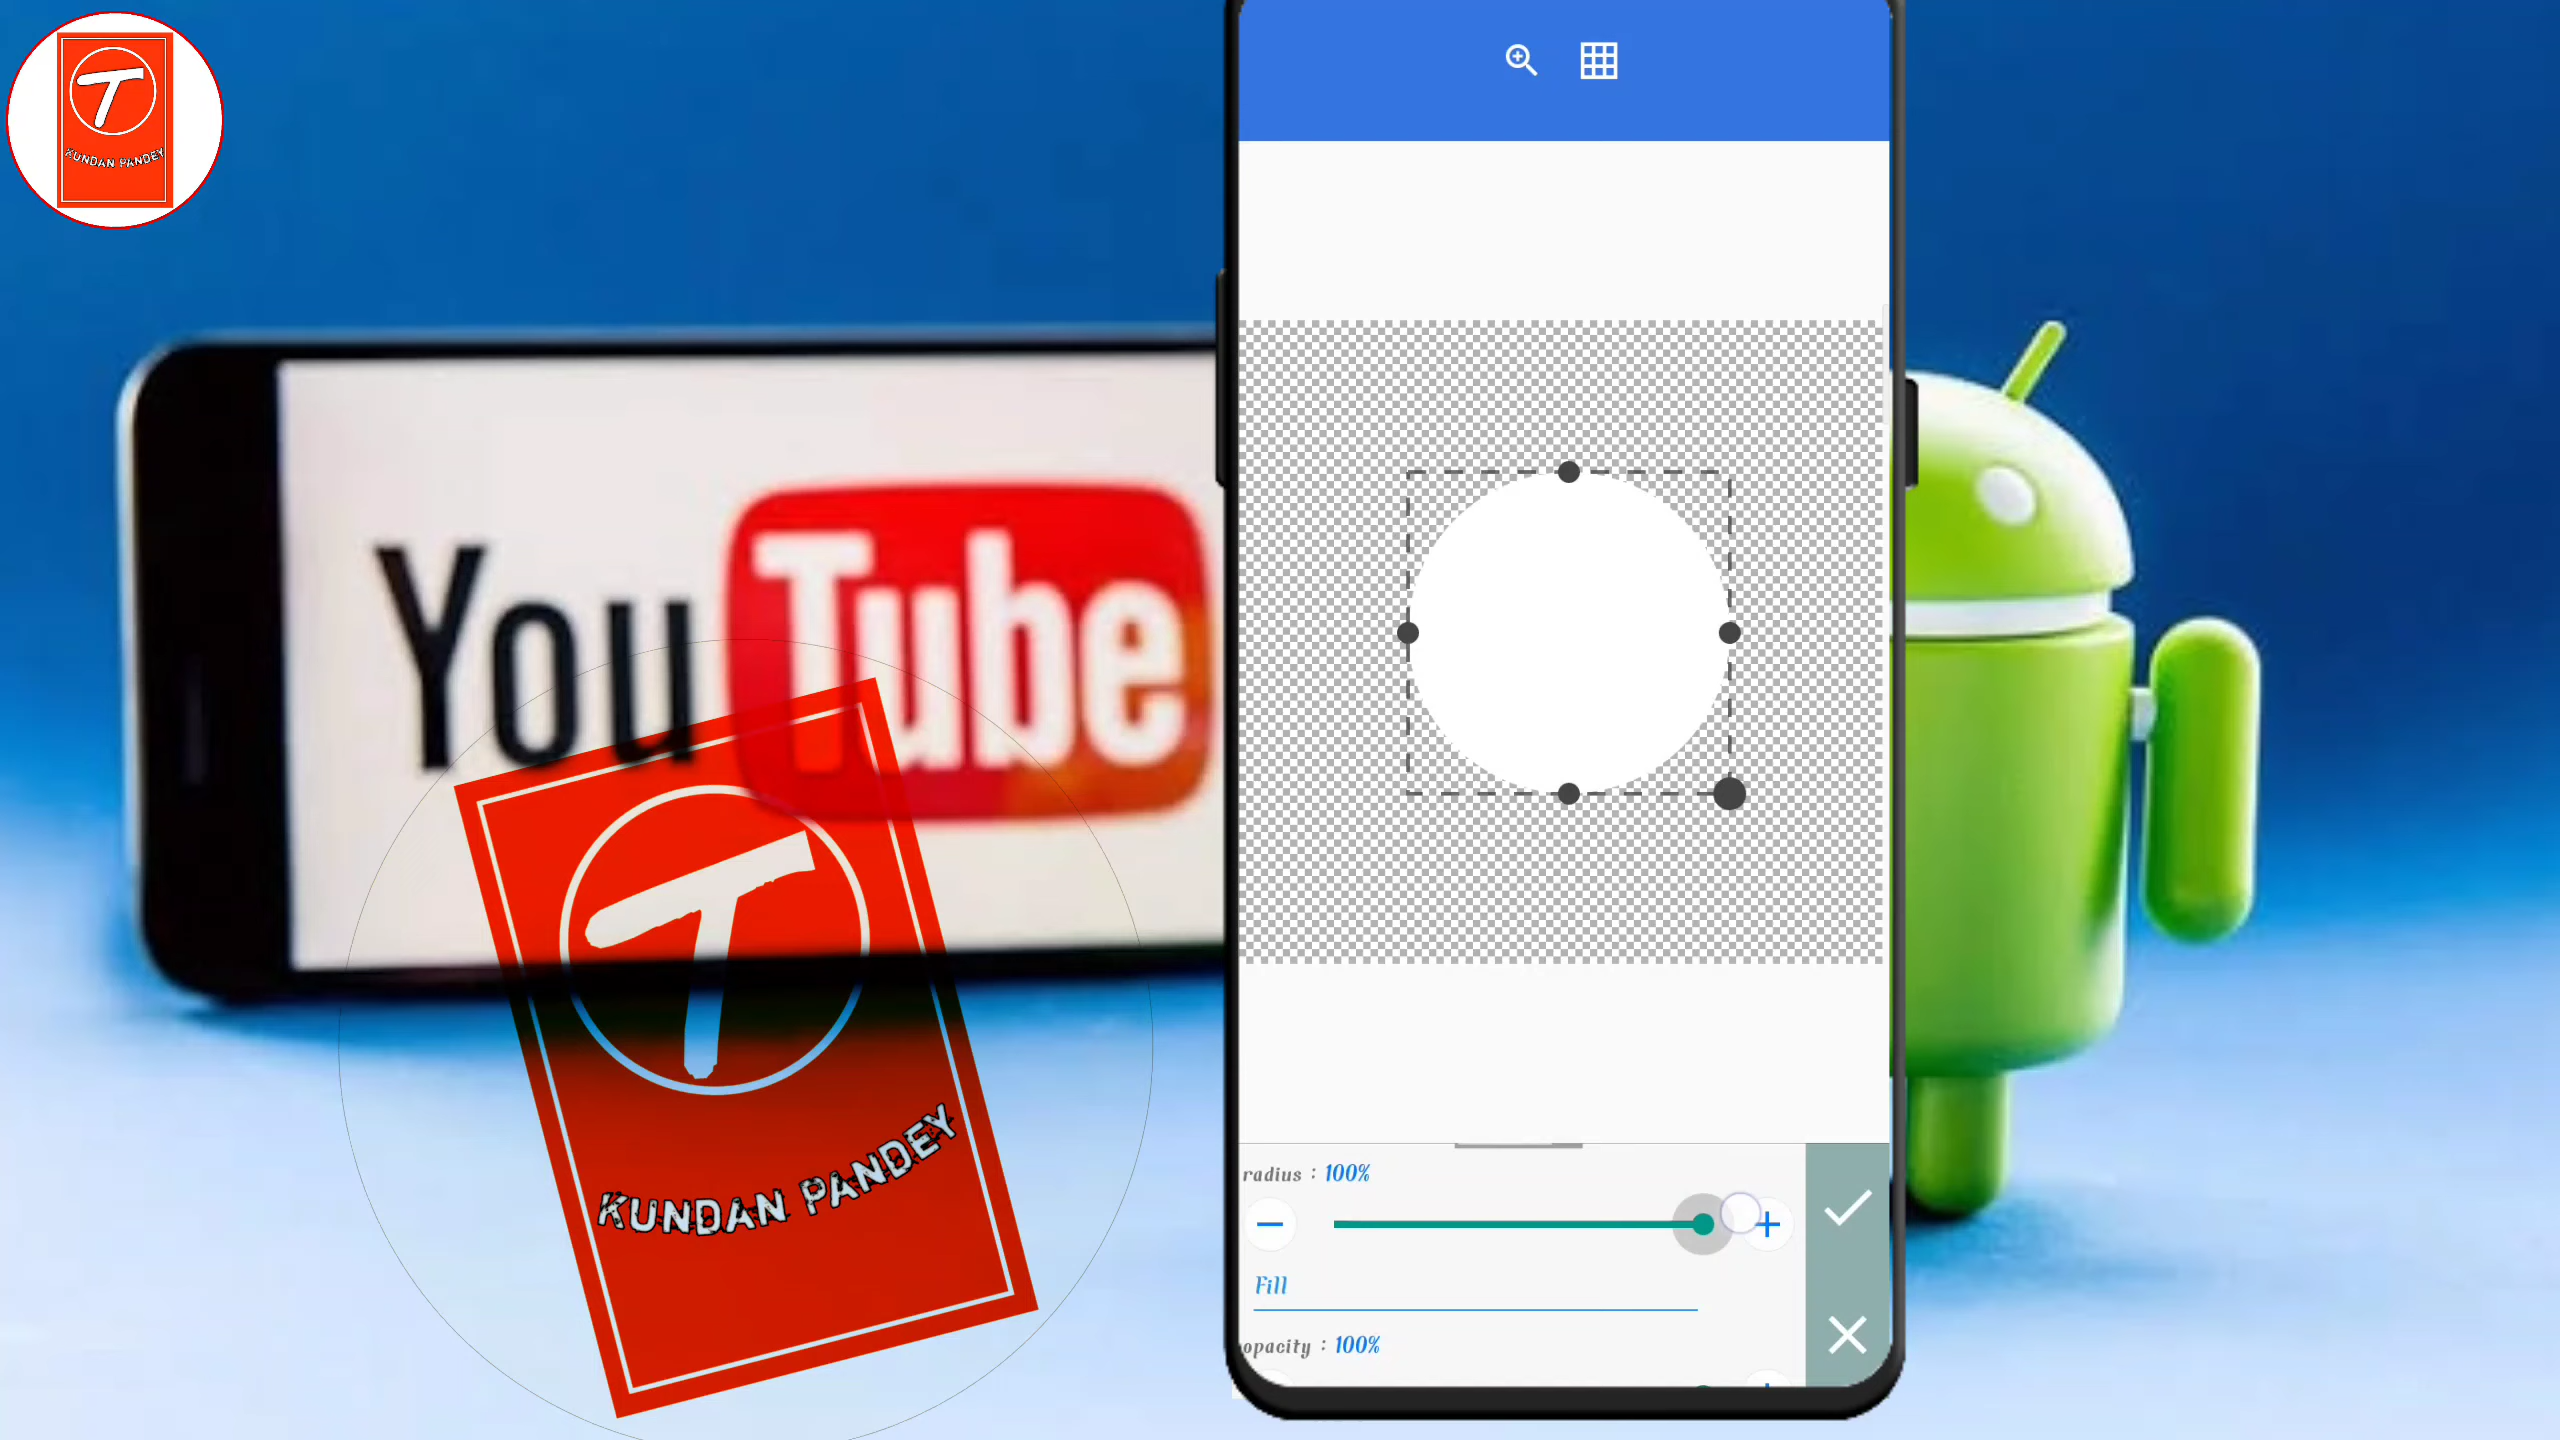 T
KUNDAN PANDEY
YouTube
T
KUNDAN PANDEY
radius : 100%
Fill
opacity : 100%